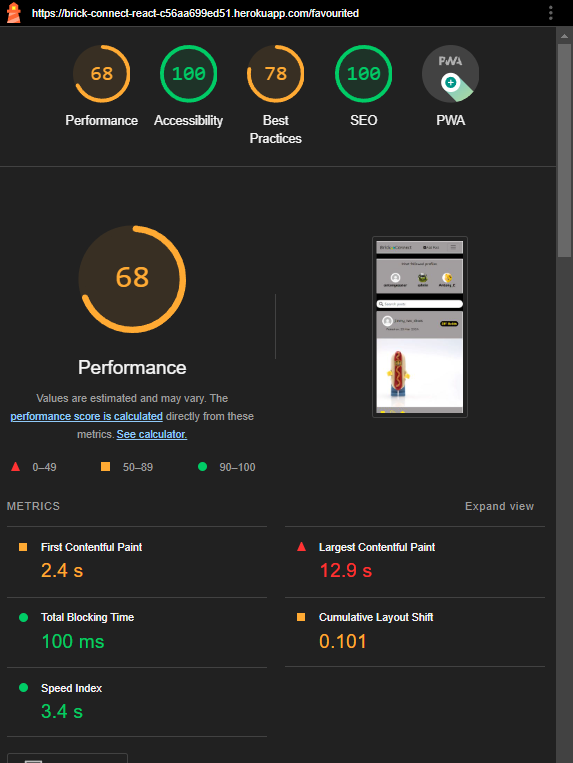 https://brick-connect-react-c56aa699ed51.herokuapp.com/favourited
68
100
78
100
PWA
Performance
Accessibility
Best
Practices
SEO
PWA
68
Performance
Values are estimated and may vary. The
performance score is calculated directly from these
metrics. See calculator.
0–49
50–89
90–100
METRICS
Expand view
First Contentful Paint
2.4 s
Largest Contentful Paint
12.9 s
Total Blocking Time
100 ms
Cumulative Layout Shift
0.101
Speed Index
3.4 s